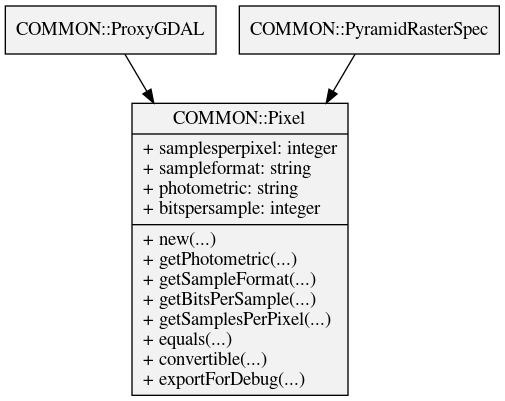 COMMON::ProxyGDAL
COMMON::PyramidRasterSpec
COMMON::Pixel
+ samplesperpixel: integer
+ sampleformat: string
+ photometric: string
+ bitspersample: integer
+ new(...)
+ getPhotometric(...)
+ getSampleFormat(...)
+ getBitsPerSample(...)
+ getSamplesPerPixel(...)
+ equals(...)
+ convertible(...)
+ exportForDebug(...)